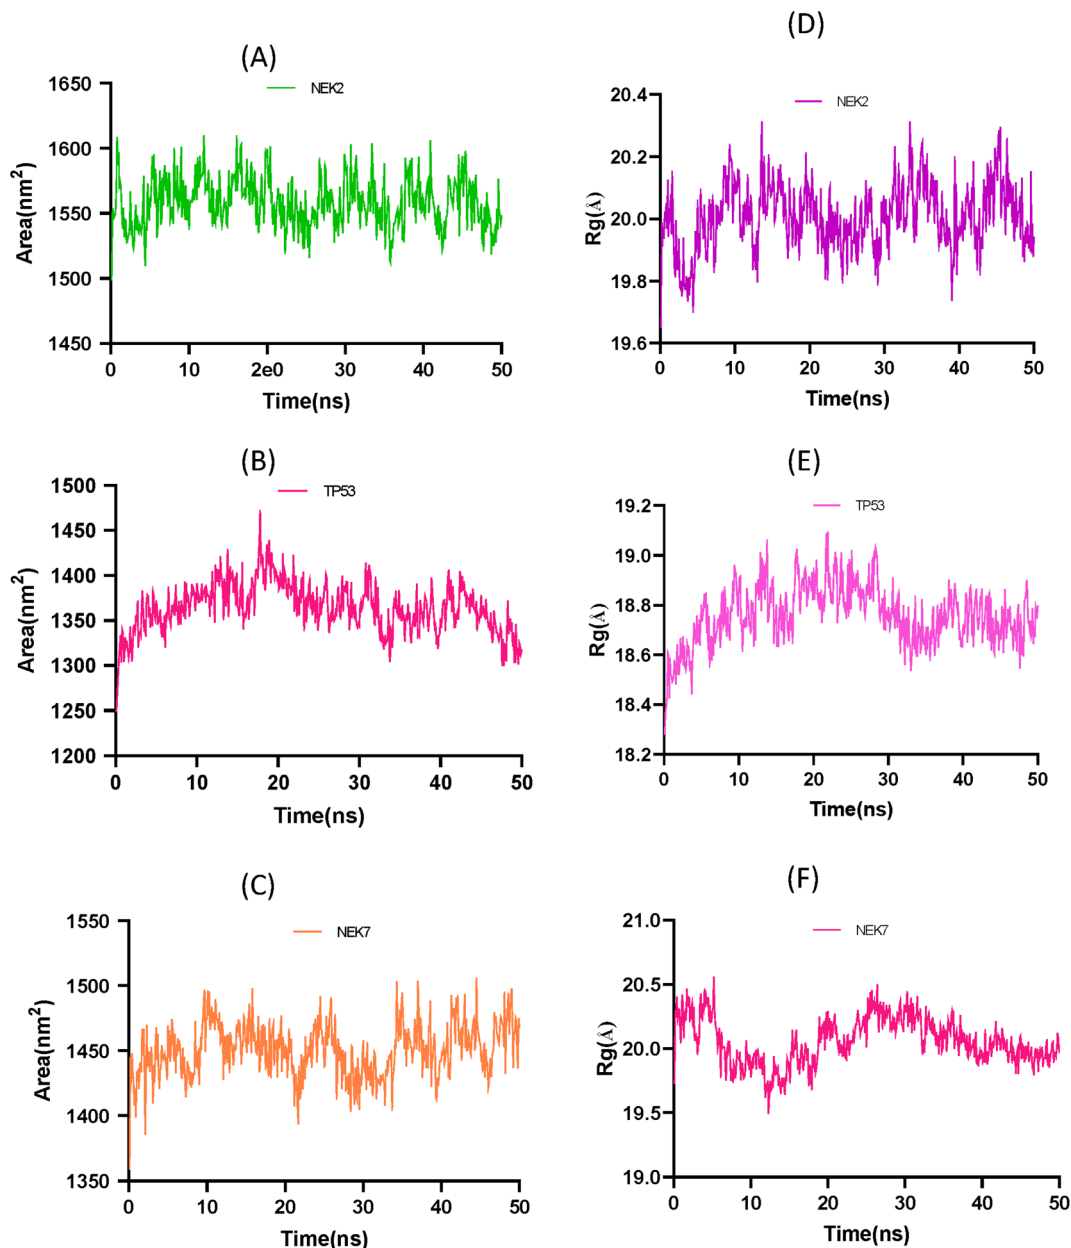 (A)
NEK2
1650
1600
1550
1500
1450
Area(nm²)
0 10 2e0 30 40 50
Time(ns)
(D)
NEK2
20.4
20.2
20.0
19.8
19.6
Rg(Å)
0 10 20 30 40 50
Time(ns)
(B)
TP53
1500
1450
1400
1350
1300
1250
1200
Area(nm²)
0 10 20 30 40 50
Time(ns)
(E)
TP53
19.2
19.0
18.8
18.6
18.4
18.2
Rg(Å)
0 10 20 30 40 50
Time(ns)
(C)
NEK7
1550
1500
1450
1400
1350
Area(nm²)
0 10 20 30 40 50
Time(ns)
(F)
NEK7
21.0
20.5
20.0
19.5
19.0
Rg(Å)
0 10 20 30 40 50
Time(ns)